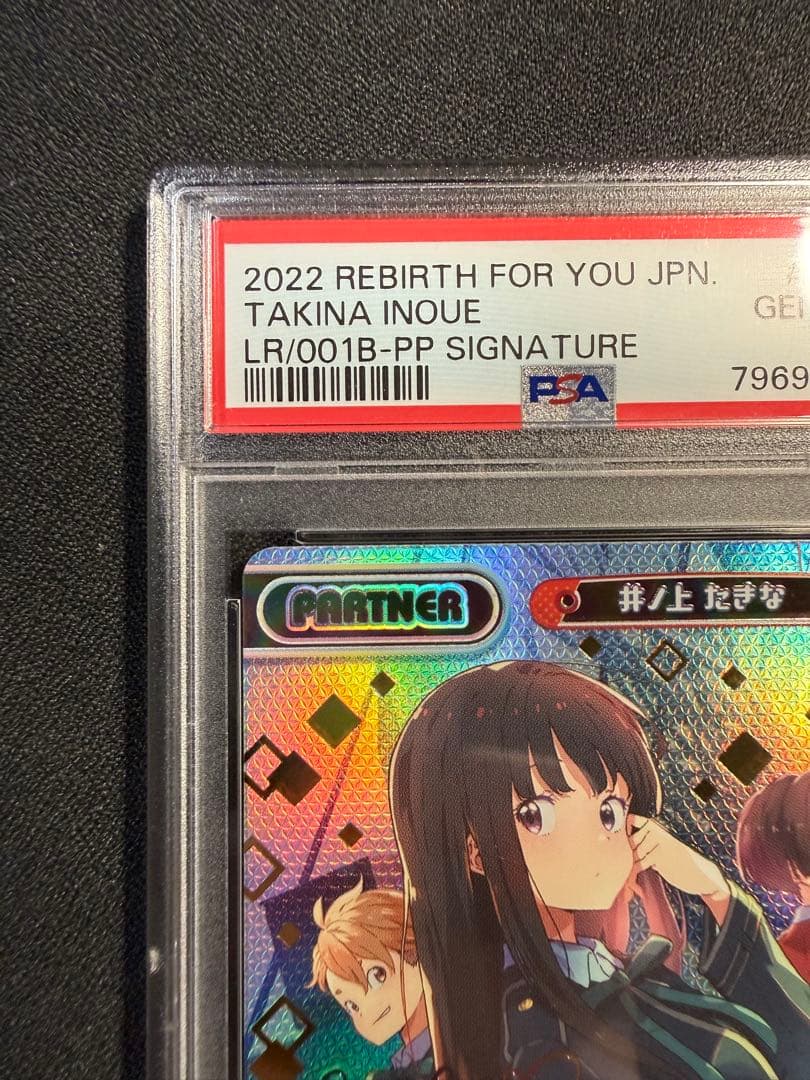 2022 REBIRTH FOR YOU JPN.
TAKINA INOUE
LR/001B-PP SIGNATURE
PSA
7969
PARTNER
井ノ上 たきな